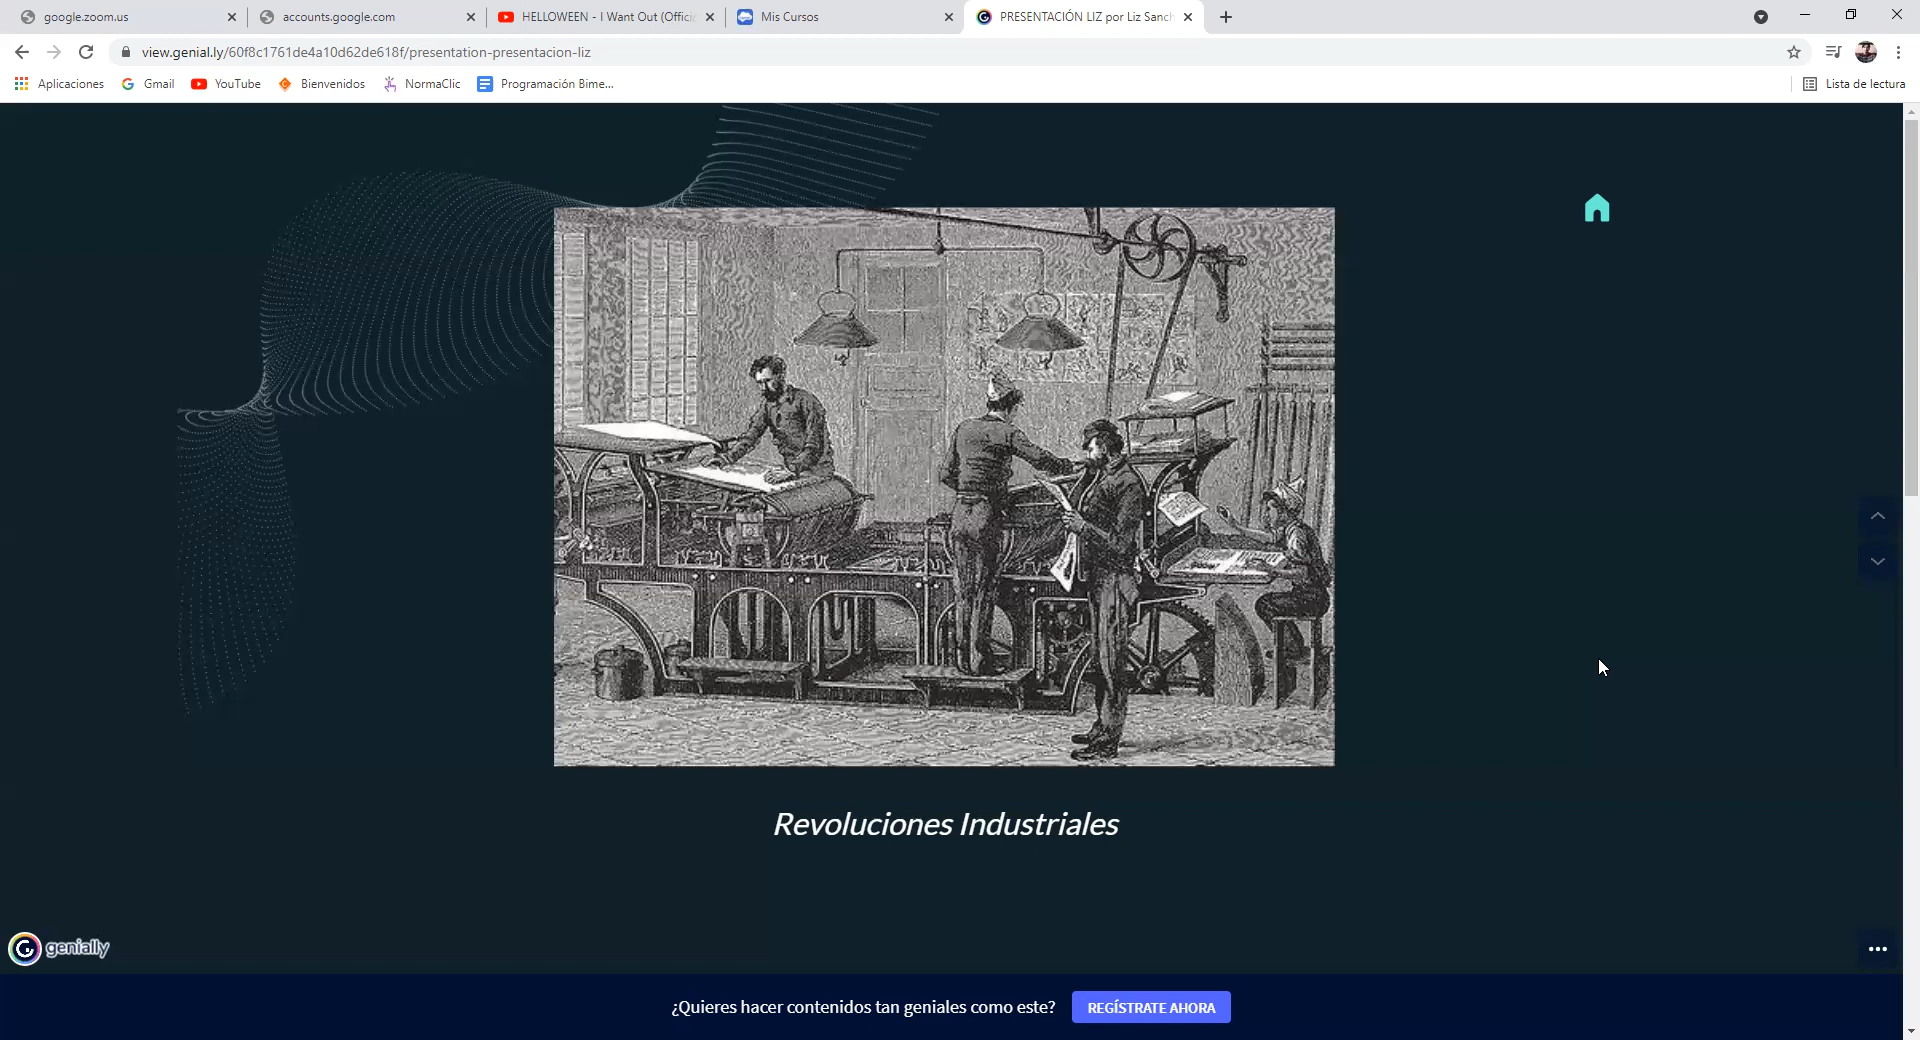 google.zoom.us
accounts.google.com
HELLOWEEN - I Want Out (Offici
Mis Cursos
PRESENTACIÓN LIZ por Liz Sanch
view.genial.ly/60f8c1761de4a10d62de618f/presentation-presentacion-liz
Aplicaciones
Gmail
YouTube
Bienvenidos
NormaClic
Programación Bime...
Lista de lectura
Revoluciones Industriales
genially
¿Quieres hacer contenidos tan geniales como este?
REGÍSTRATE AHORA